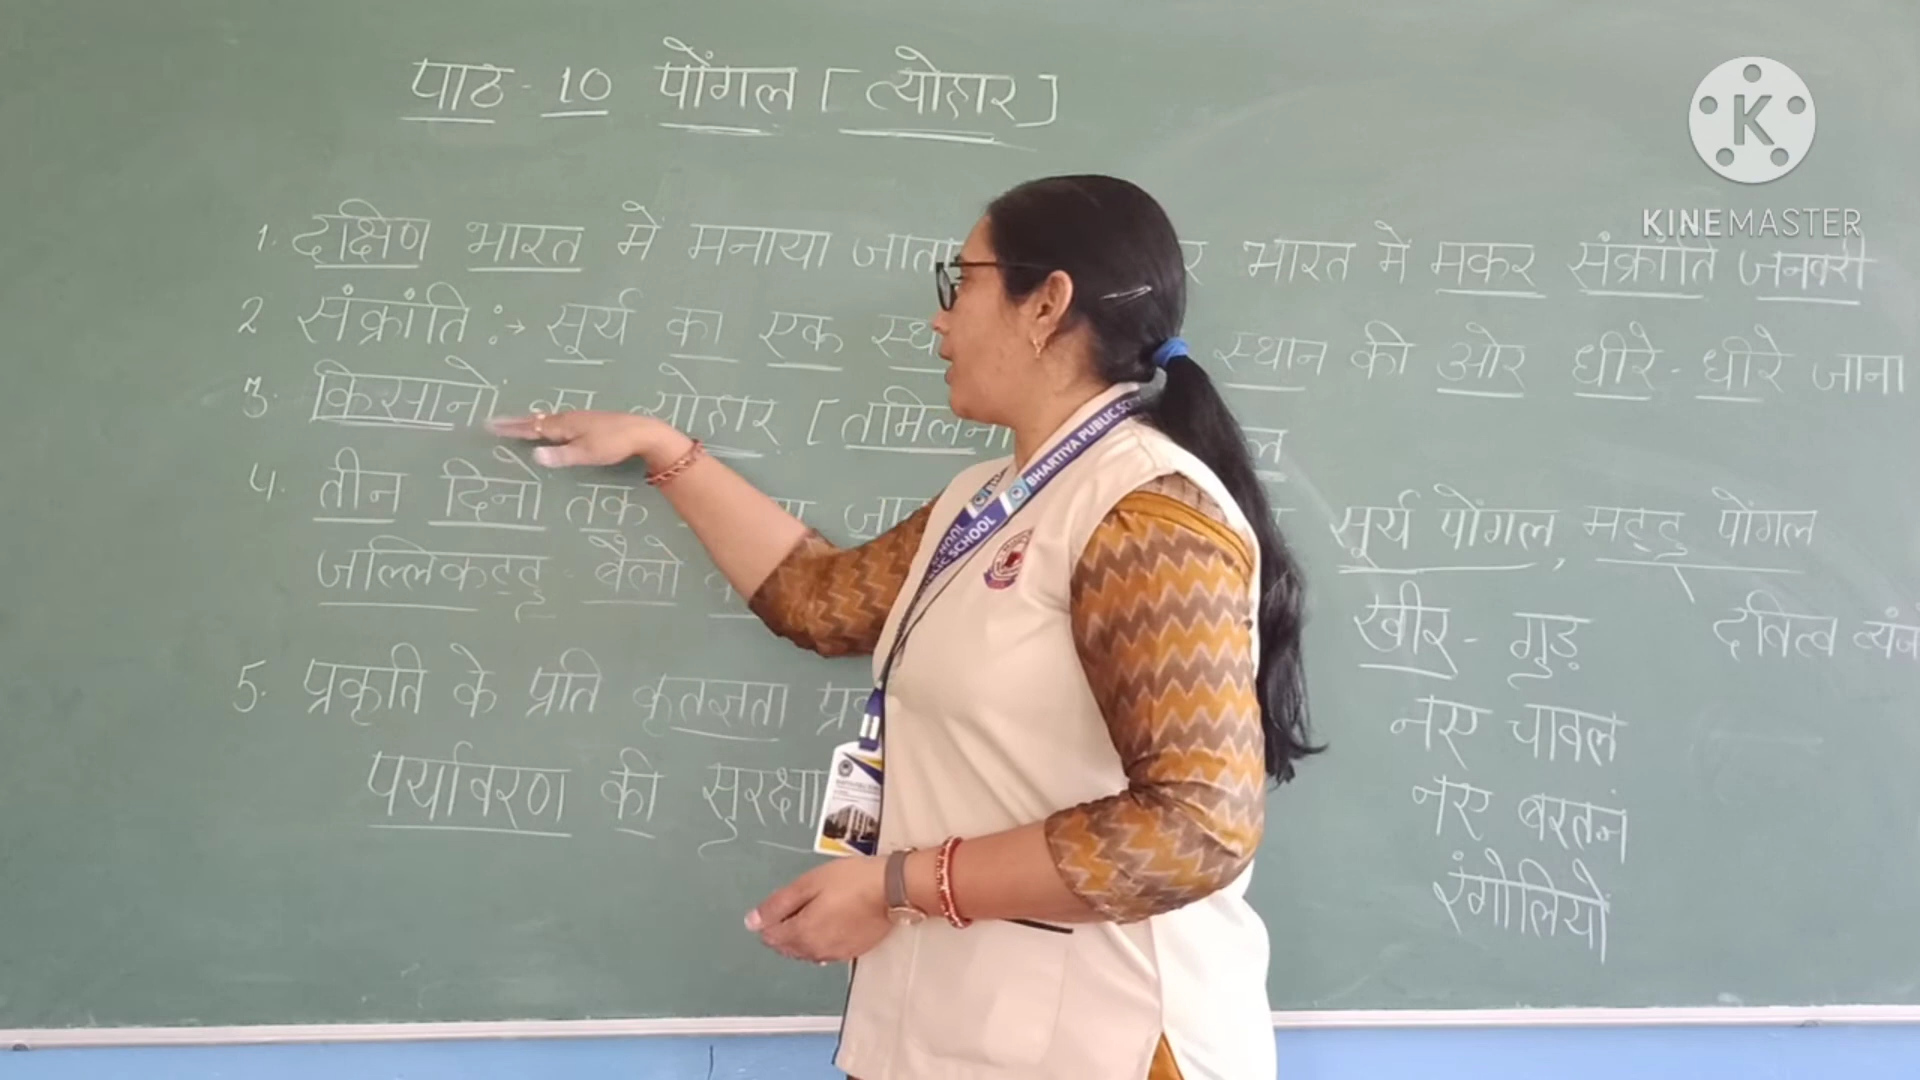 पाठ - 10 पोंगल [त्योहार]
1. दक्षिण भारत में मनाया जाता भारत में मकर संक्रांति जनवरी
2 संक्रांति :→ सूर्य का एक स्थान की ओर धीरे - धीरे जाना
3. किसानों का त्योहार [तमिलना
4. तीन दिनों तक सूर्य पोंगल, मट्टू पोंगल
जल्लिकट्टू - बैलों
खीर - गुड़
5. प्रकृति के प्रति कृतज्ञता
नए चावल
पर्यावरण की सुरक्षा
नए बरतन
रंगोलियों
KINEMASTER
BHARTIYA PUBLIC SCHOOL